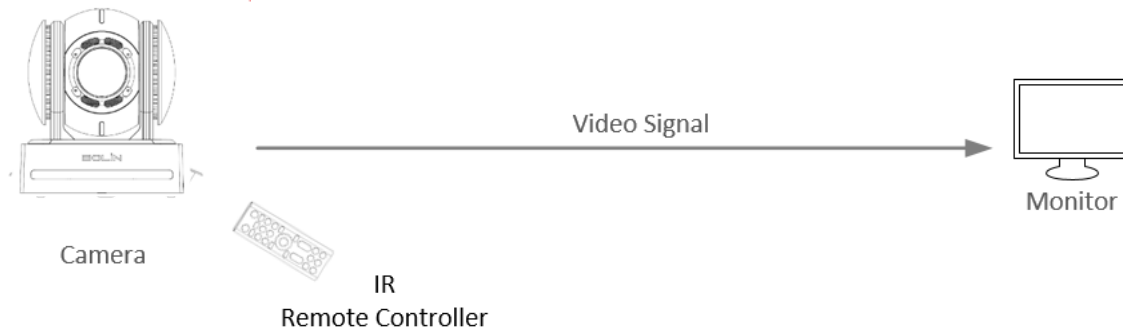 BOLIN
Video Signal
Monitor
Camera
IR
Remote Controller